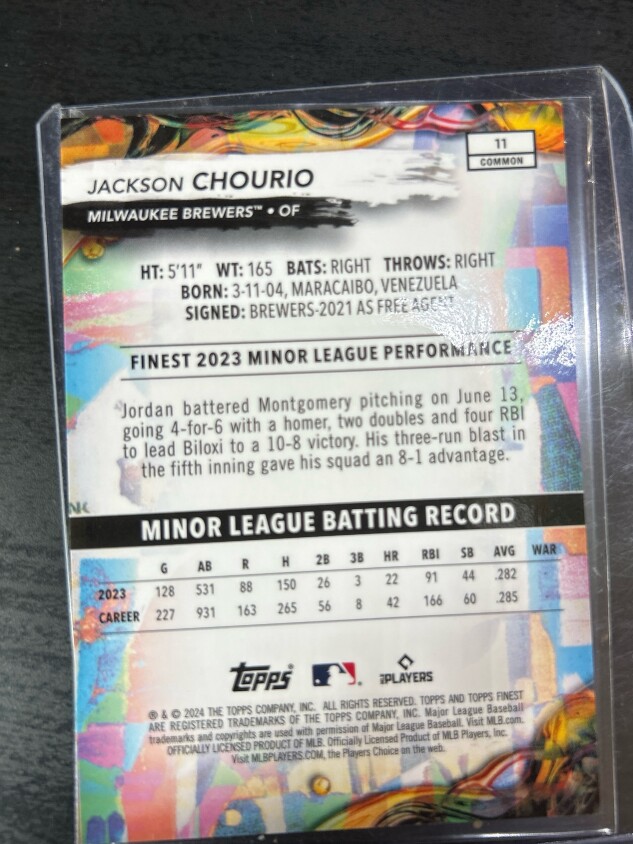 11
COMMON
JACKSON CHOURIO
MILWAUKEE BREWERS™ • OF
HT: 5'11" WT: 165 BATS: RIGHT THROWS: RIGHT
BORN: 3-11-04, MARACAIBO, VENEZUELA
SIGNED: BREWERS-2021 AS FREE AGENT
FINEST 2023 MINOR LEAGUE PERFORMANCE
Jordan battered Montgomery pitching on June 13,
going 4-for-6 with a homer, two doubles and four RBI
to lead Biloxi to a 10-8 victory. His three-run blast in
the fifth inning gave his squad an 8-1 advantage.
MINOR LEAGUE BATTING RECORD
G AB R H 2B 3B HR RBI SB AVG WAR
2023 128 531 88 150 26 3 22 91 44 .282
CAREER 227 931 163 265 56 8 42 166 60 .285
Topps® PLAYERS
® & © 2024 THE TOPPS COMPANY, INC. ALL RIGHTS RESERVED. TOPPS AND TOPPS FINEST
ARE REGISTERED TRADEMARKS OF THE TOPPS COMPANY, INC. Major League Baseball
trademarks and copyrights are used with permission of Major League Baseball. Visit MLB.com.
OFFICIALLY LICENSED PRODUCT OF MLB. Officially Licensed Product of MLB Players, Inc.
Visit MLBPLAYERS.COM, the Players Choice on the web.